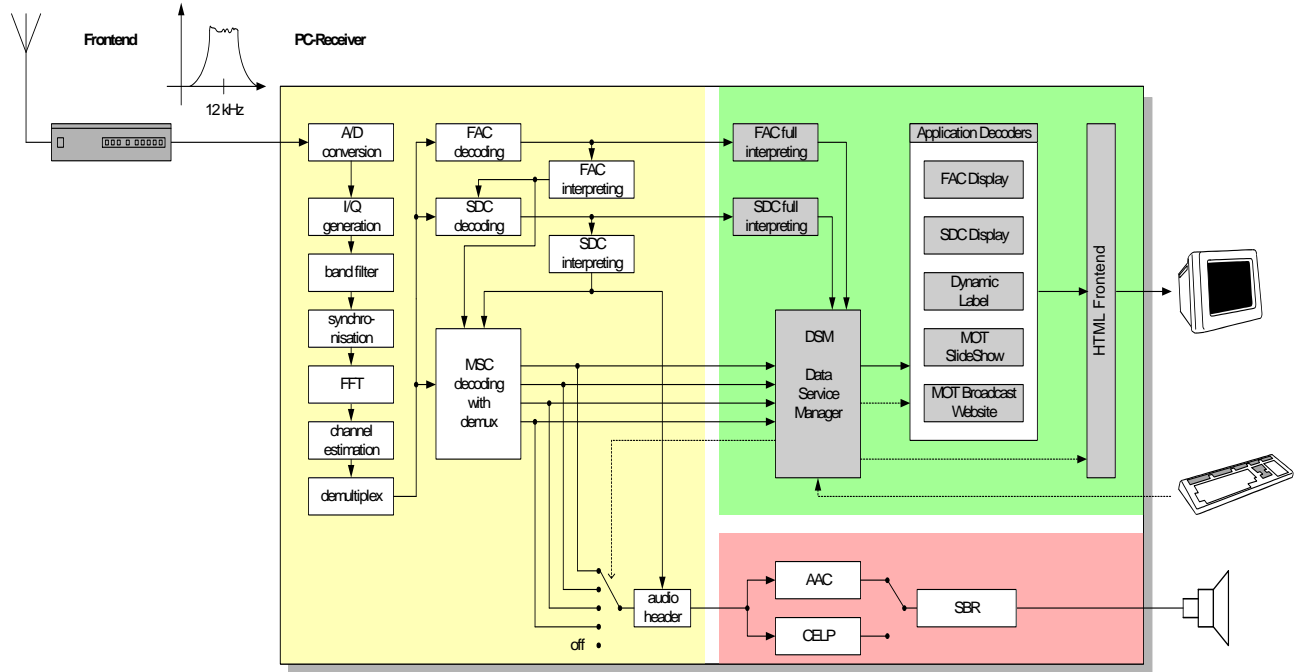 Frontend
PC-Receiver
12 kHz
A/D
conversion
I/Q
generation
band filter
synchro-
nisation
FFT
channel
estimation
demultiplex
FAC
decoding
FAC
interpreting
SDC
decoding
SDC
interpreting
MSC
decoding
with
demux
off
audio
header
FAC full
interpreting
SDC full
interpreting
DSM
Data
Service
Manager
Application Decoders
FAC Display
SDC Display
Dynamic
Label
MOT
SlideShow
MOT Broadcast
Website
HTML Frontend
AAC
CELP
SBR